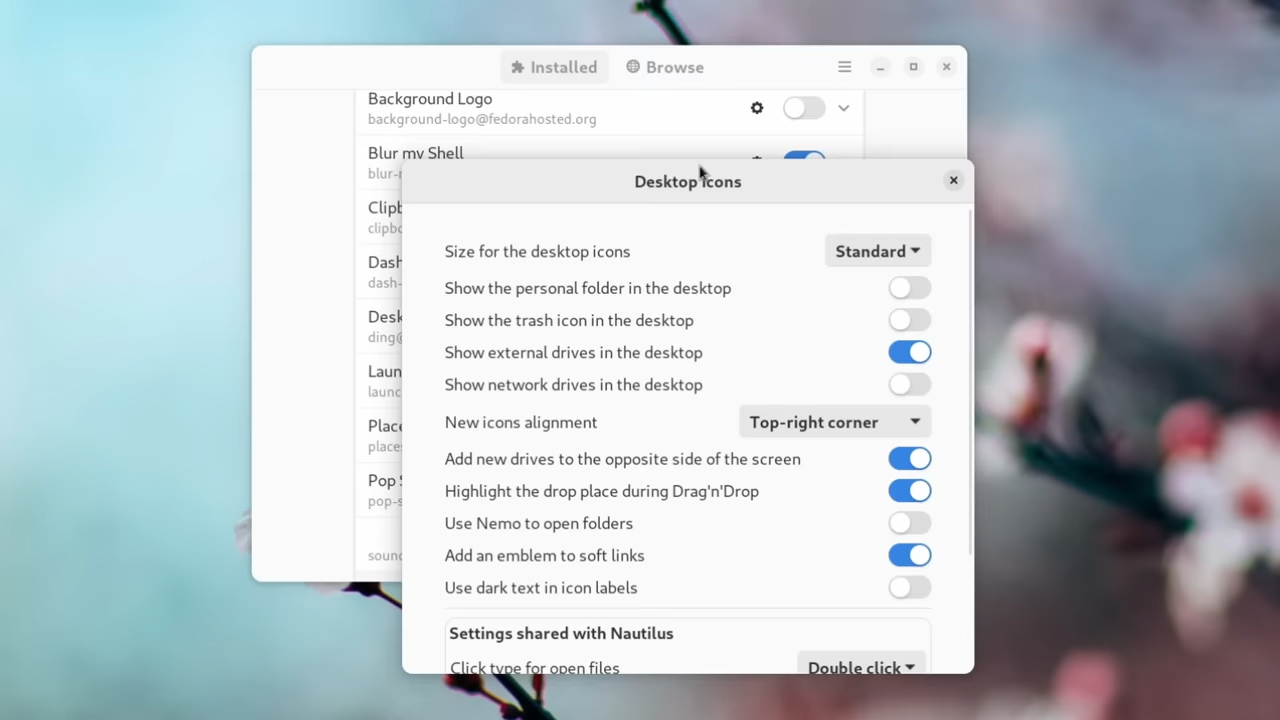 Installed
Browse
Background Logo
background-logo@fedorahosted.org
Blur my Shell
Desktop Icons
Size for the desktop icons
Standard
Show the personal folder in the desktop
Show the trash icon in the desktop
Show external drives in the desktop
Show network drives in the desktop
New icons alignment
Top-right corner
Add new drives to the opposite side of the screen
Highlight the drop place during Drag'n'Drop
Use Nemo to open folders
Add an emblem to soft links
Use dark text in icon labels
Settings shared with Nautilus
Click type for open files
Double click